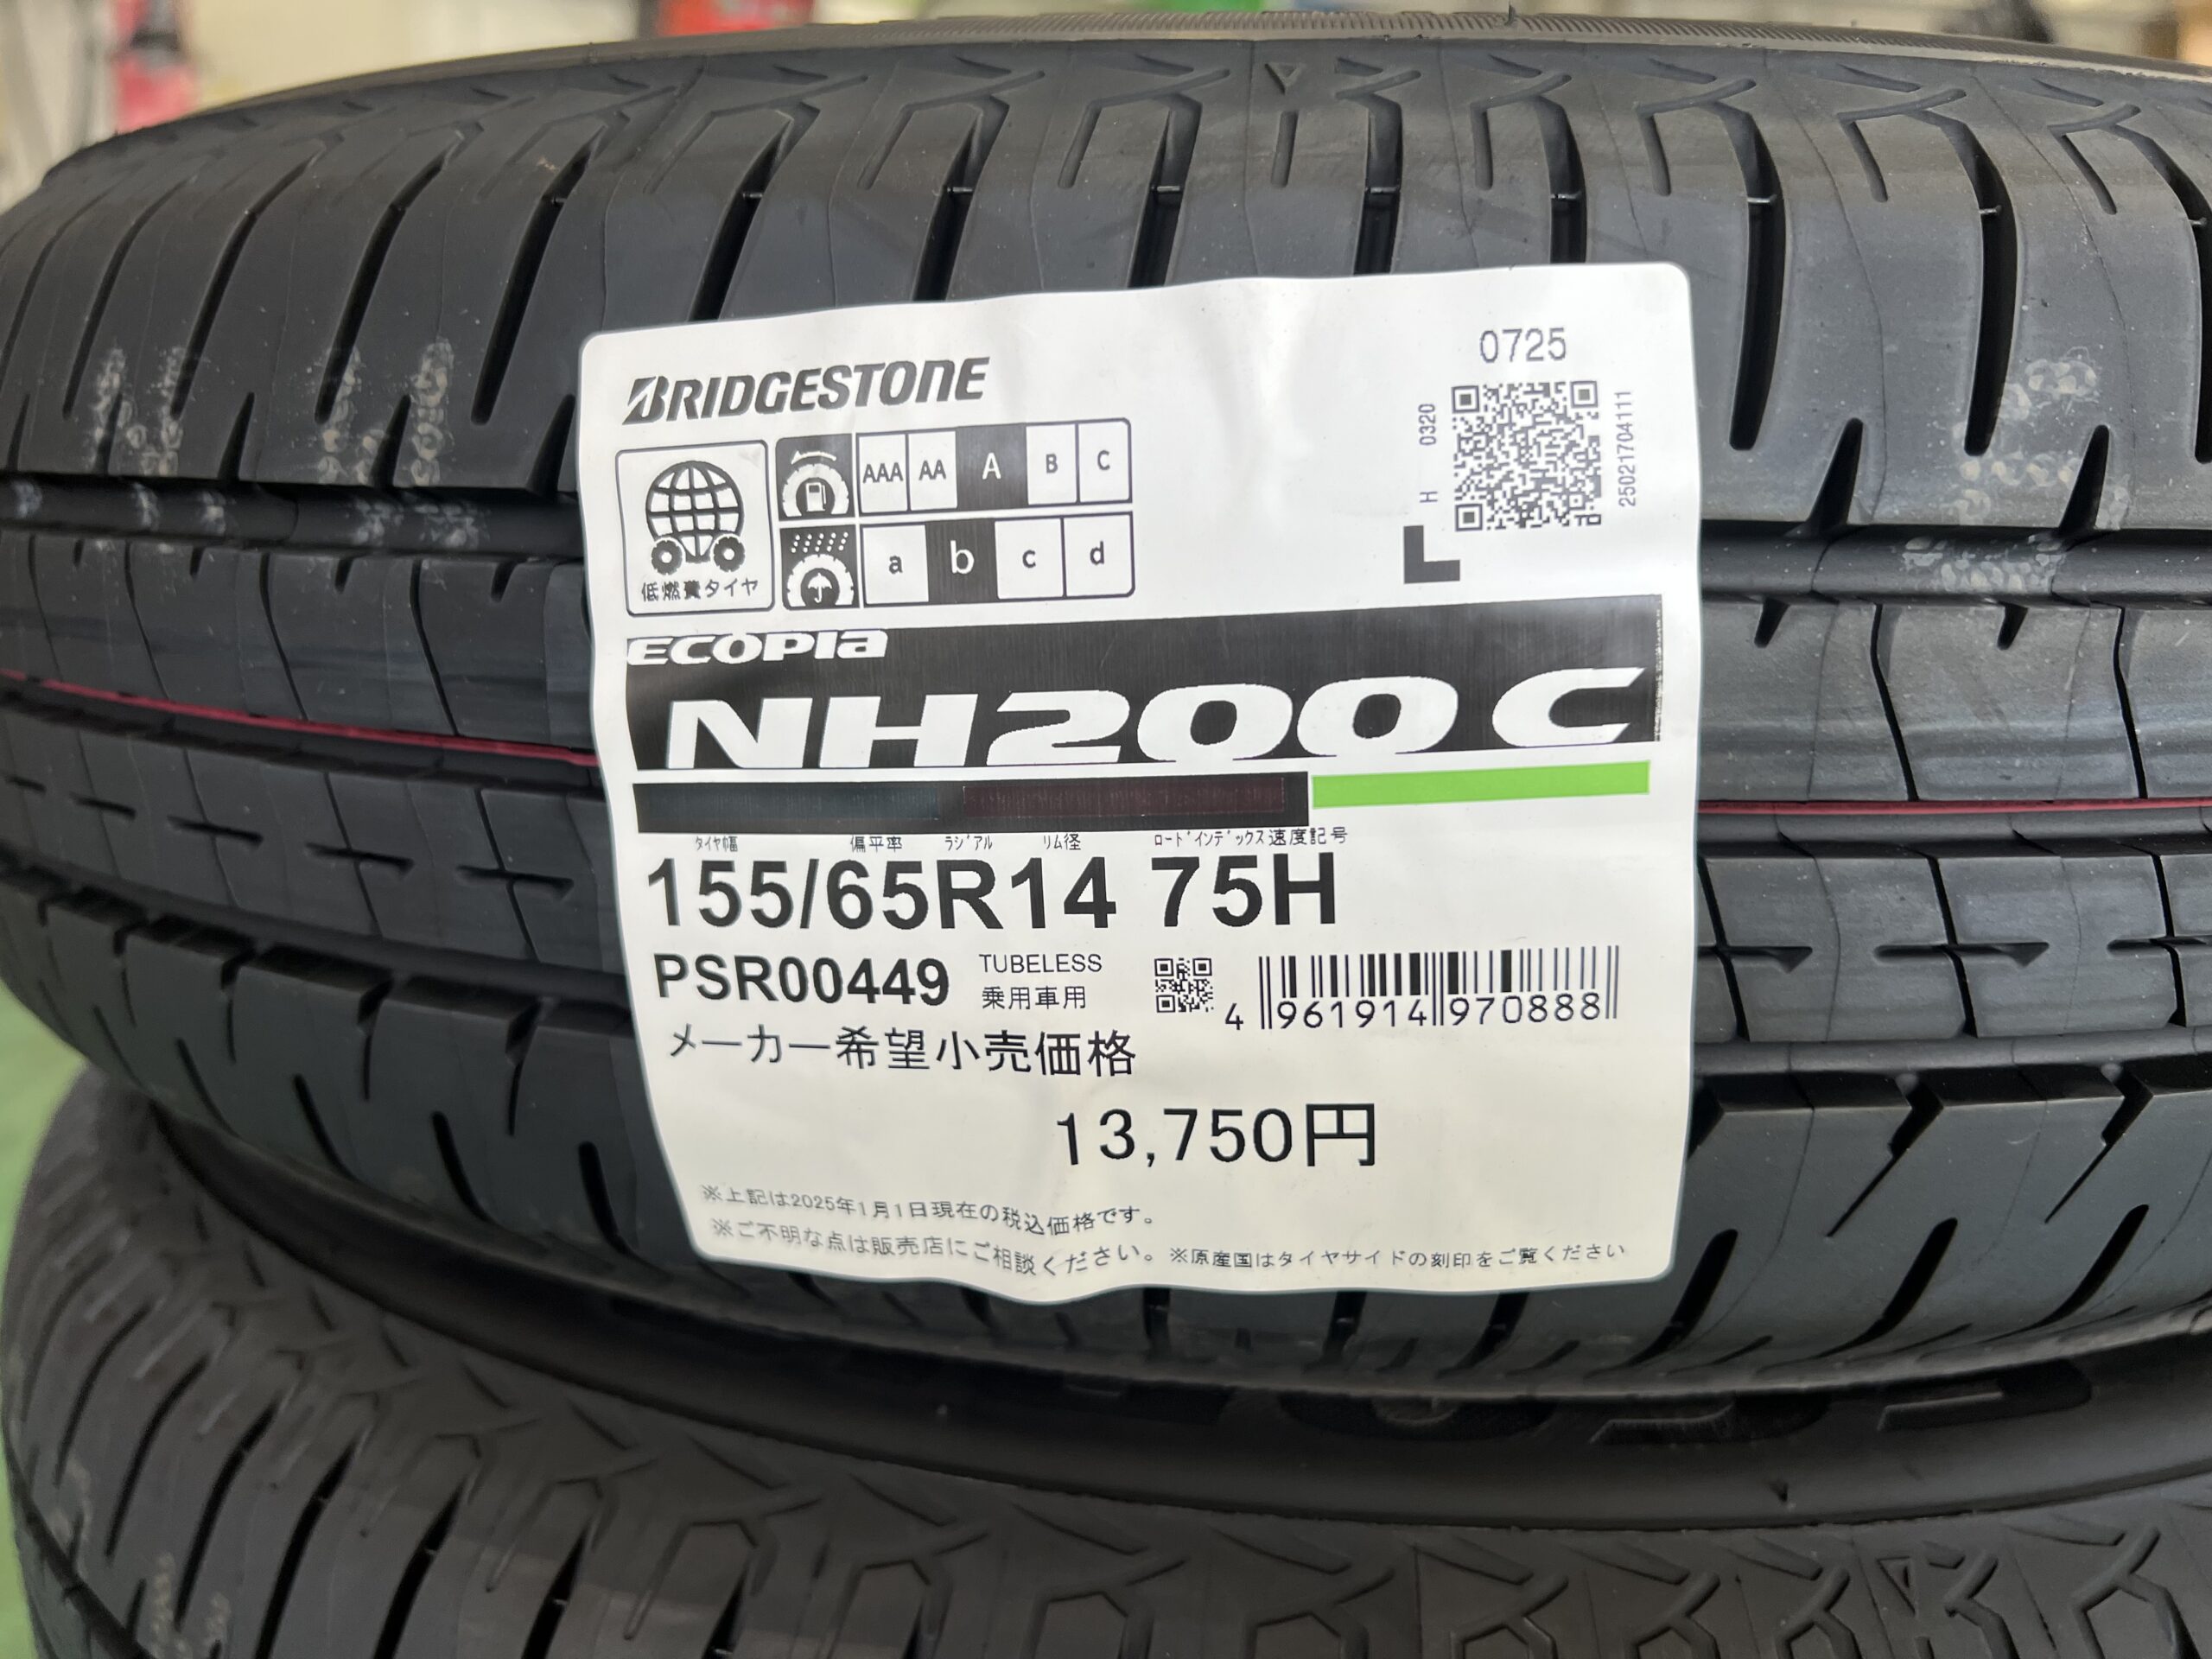 BRIDGESTONE
0725
H 0320
25021704111
AAA AA A B C
a b c d
低燃費タイヤ
L
ECOPIA
NH200 C
タイヤ幅 偏平率 ラジアル リム径 ロードインデックス 速度記号
155/65R14 75H
PSR00449 TUBELESS
乗用車用
4 961914 970888
メーカー希望小売価格
13,750円
※上記は2025年1月1日現在の税込価格です。
※ご不明な点は販売店にご相談ください。※原産国はタイヤサイドの刻印をご覧ください